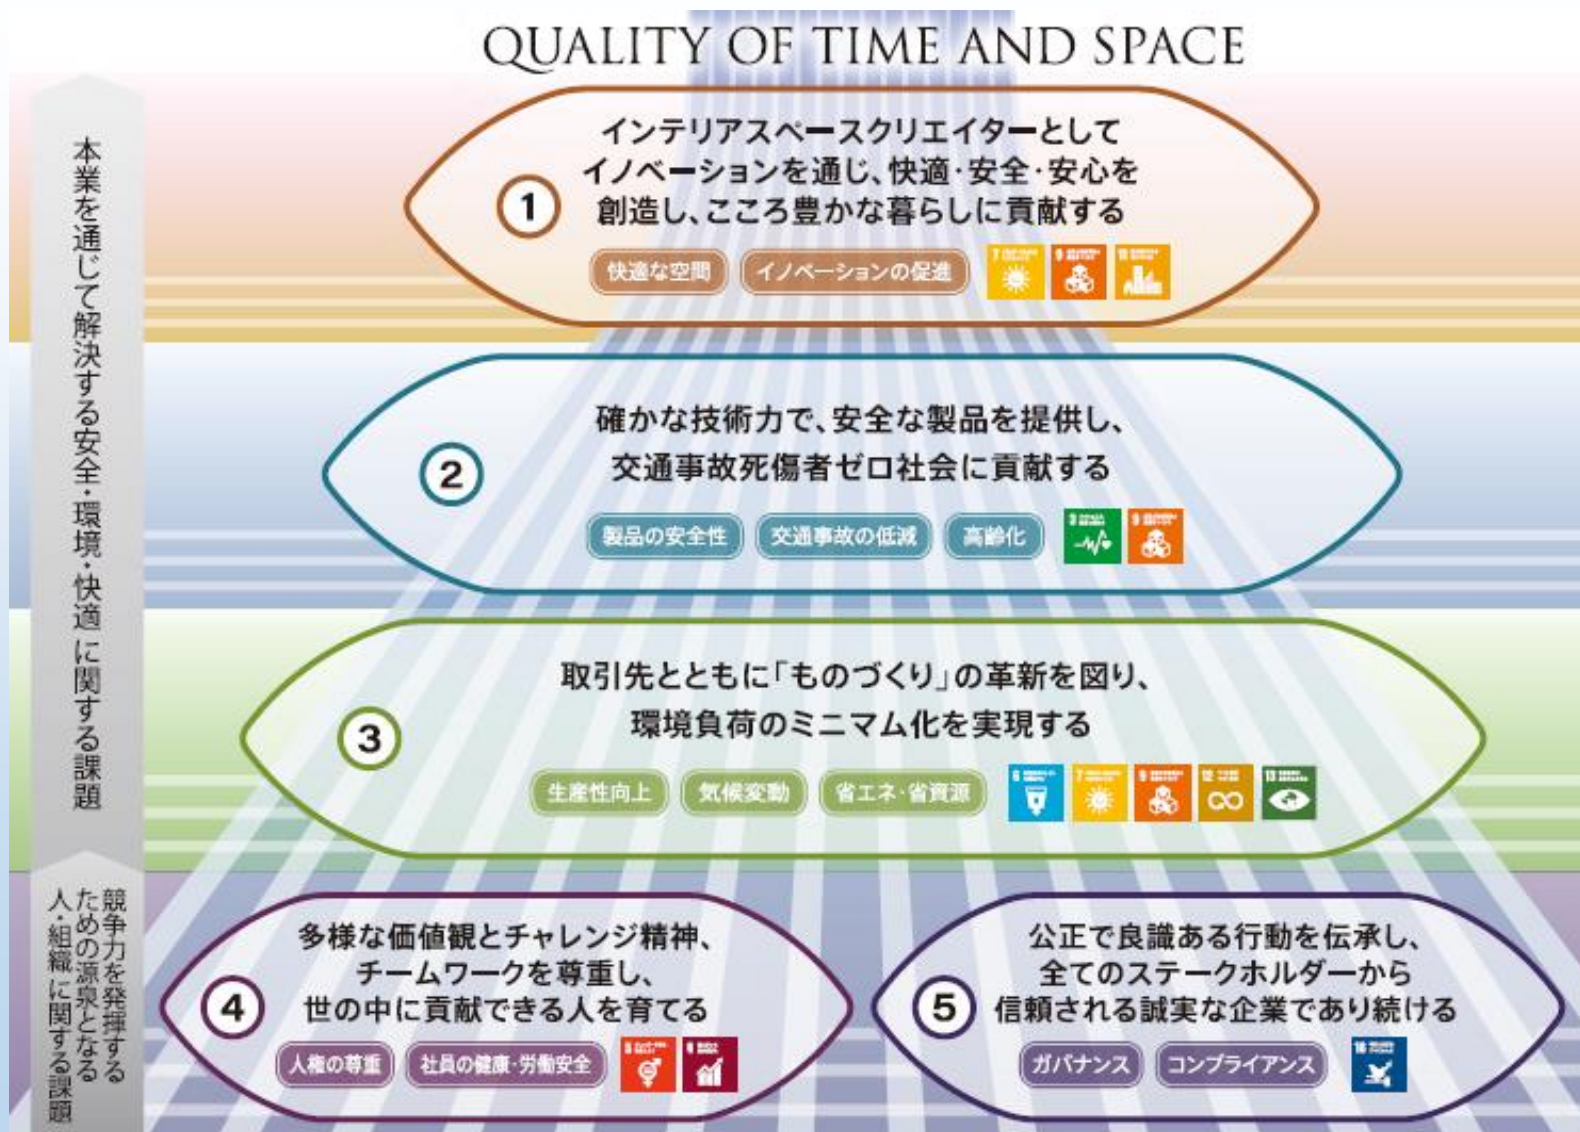 QUALITY OF TIME AND SPACE
本業を通じて解決する安全・環境・快適に関する課題
1
インテリアスペースクリエイターとして
イノベーションを通じ、快適・安全・安心を
創造し、こころ豊かな暮らしに貢献する
快適な空間 イノベーションの促進 7 9 11
2
確かな技術力で、安全な製品を提供し、
交通事故死傷者ゼロ社会に貢献する
製品の安全性 交通事故の低減 高齢化 3 9
3
取引先とともに「ものづくり」の革新を図り、
環境負荷のミニマム化を実現する
生産性向上 気候変動 省エネ・省資源 6 7 9 12 13
競争力を発揮する
ための源泉となる
人・組織に関する課題
4
多様な価値観とチャレンジ精神、
チームワークを尊重し、
世の中に貢献できる人を育てる
人権の尊重 社員の健康・労働安全 5 8
5
公正で良識ある行動を伝承し、
全てのステークホルダーから
信頼される誠実な企業であり続ける
ガバナンス コンプライアンス 16